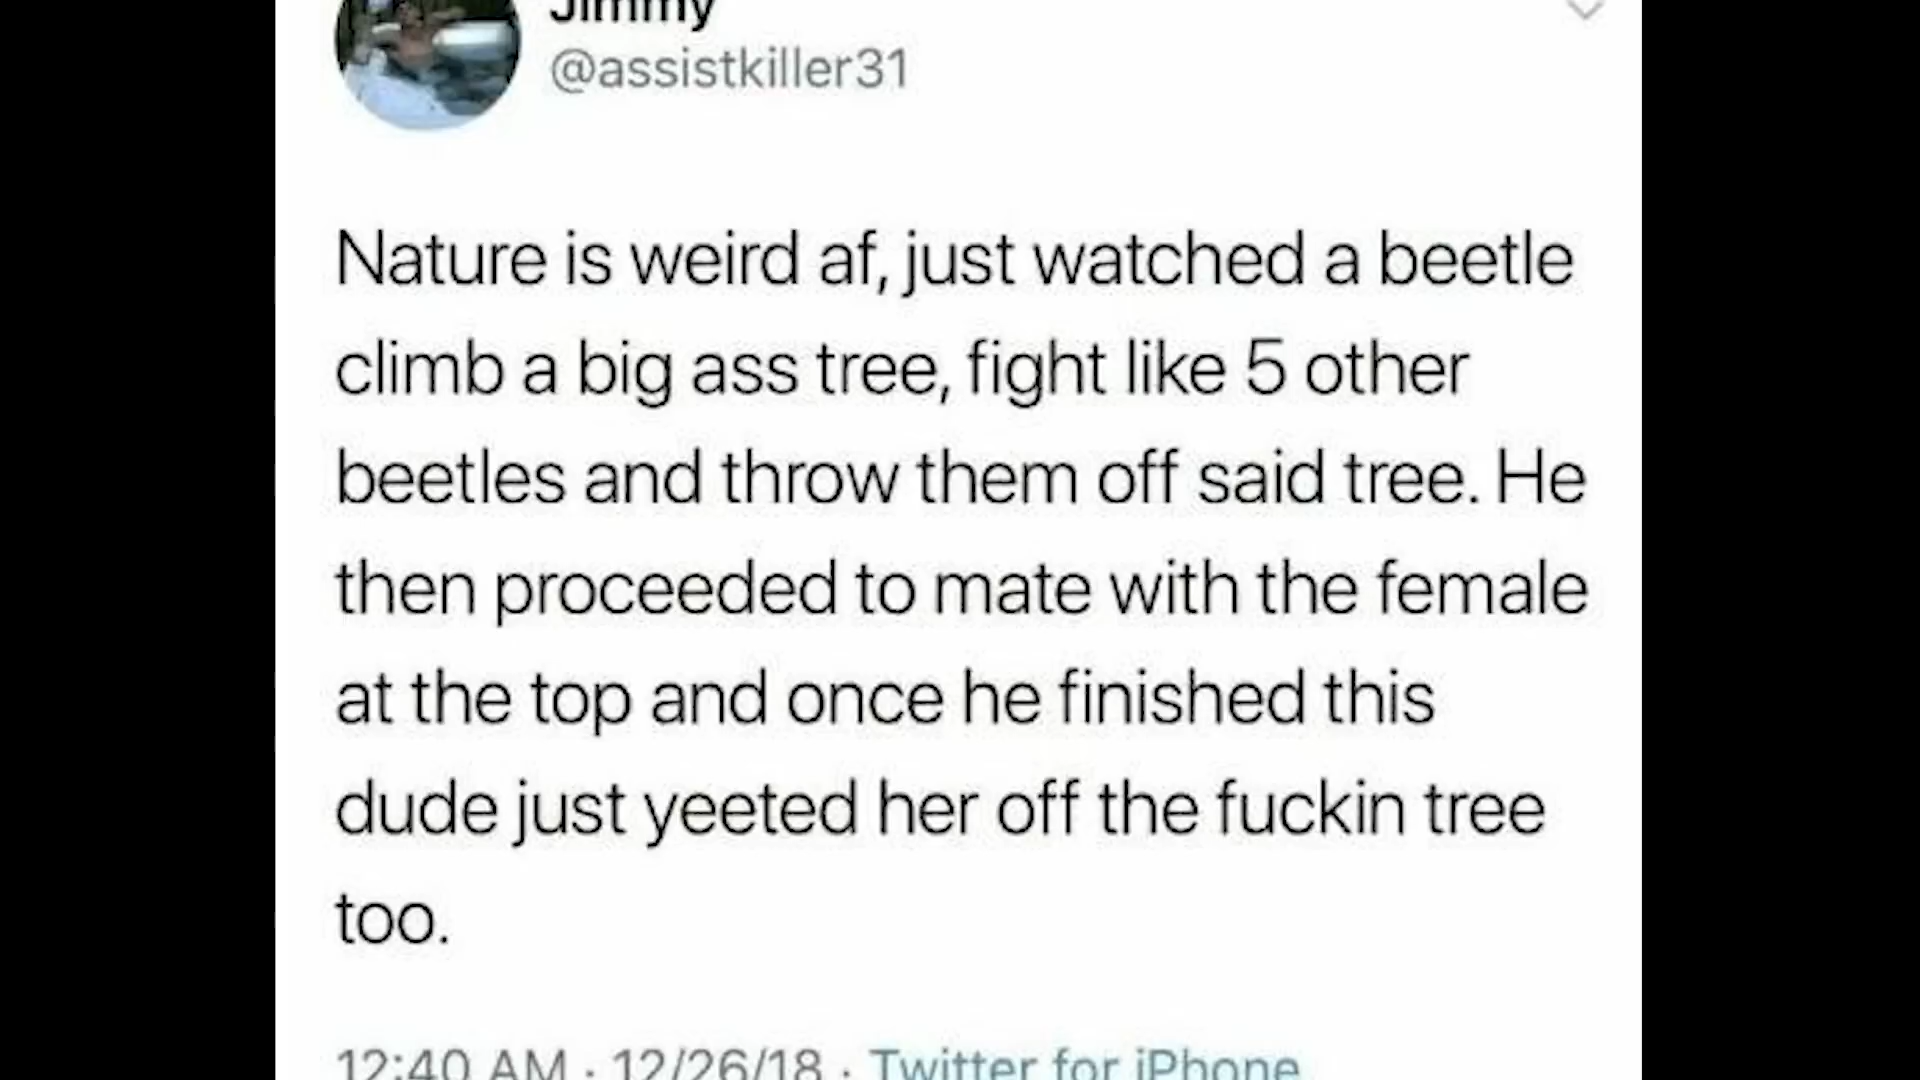 Jimmy
@assistkiller31
Nature is weird af, just watched a beetle
climb a big ass tree, fight like 5 other
beetles and throw them off said tree. He
then proceeded to mate with the female
at the top and once he finished this
dude just yeeted her off the fuckin tree
too.
12:40 AM · 12/26/18 · Twitter for iPhone